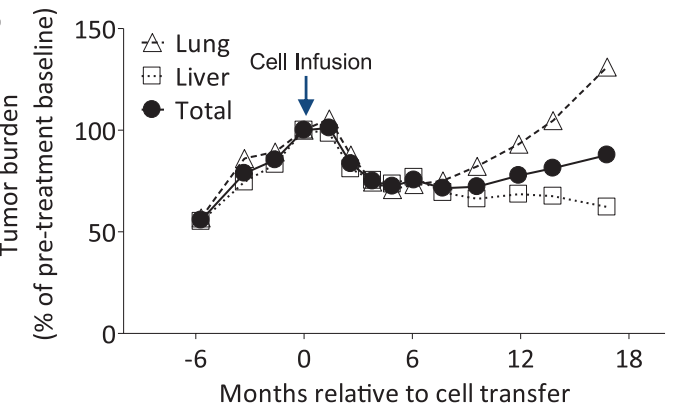 Tumor burden
(% of pre-treatment baseline)
150
100
50
0
Lung
Liver
Total
Cell Infusion
-6
0
6
12
18
Months relative to cell transfer